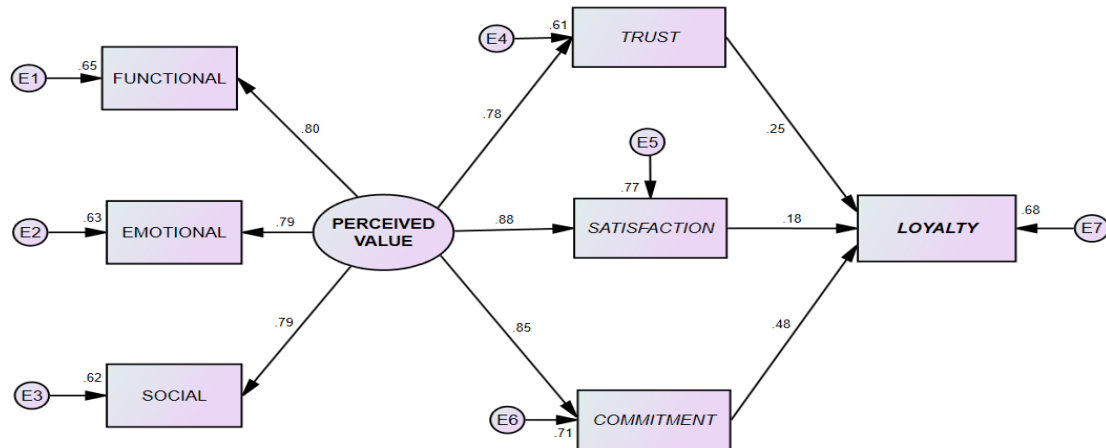 .61
E4
TRUST
.65
E1
FUNCTIONAL
.78
.80
.25
E5
.77
.63
E2
EMOTIONAL
.79
PERCEIVED
VALUE
.88
SATISFACTION
.18
LOYALTY
.68
E7
.79
.85
.48
.62
E3
SOCIAL
E6
.71
COMMITMENT